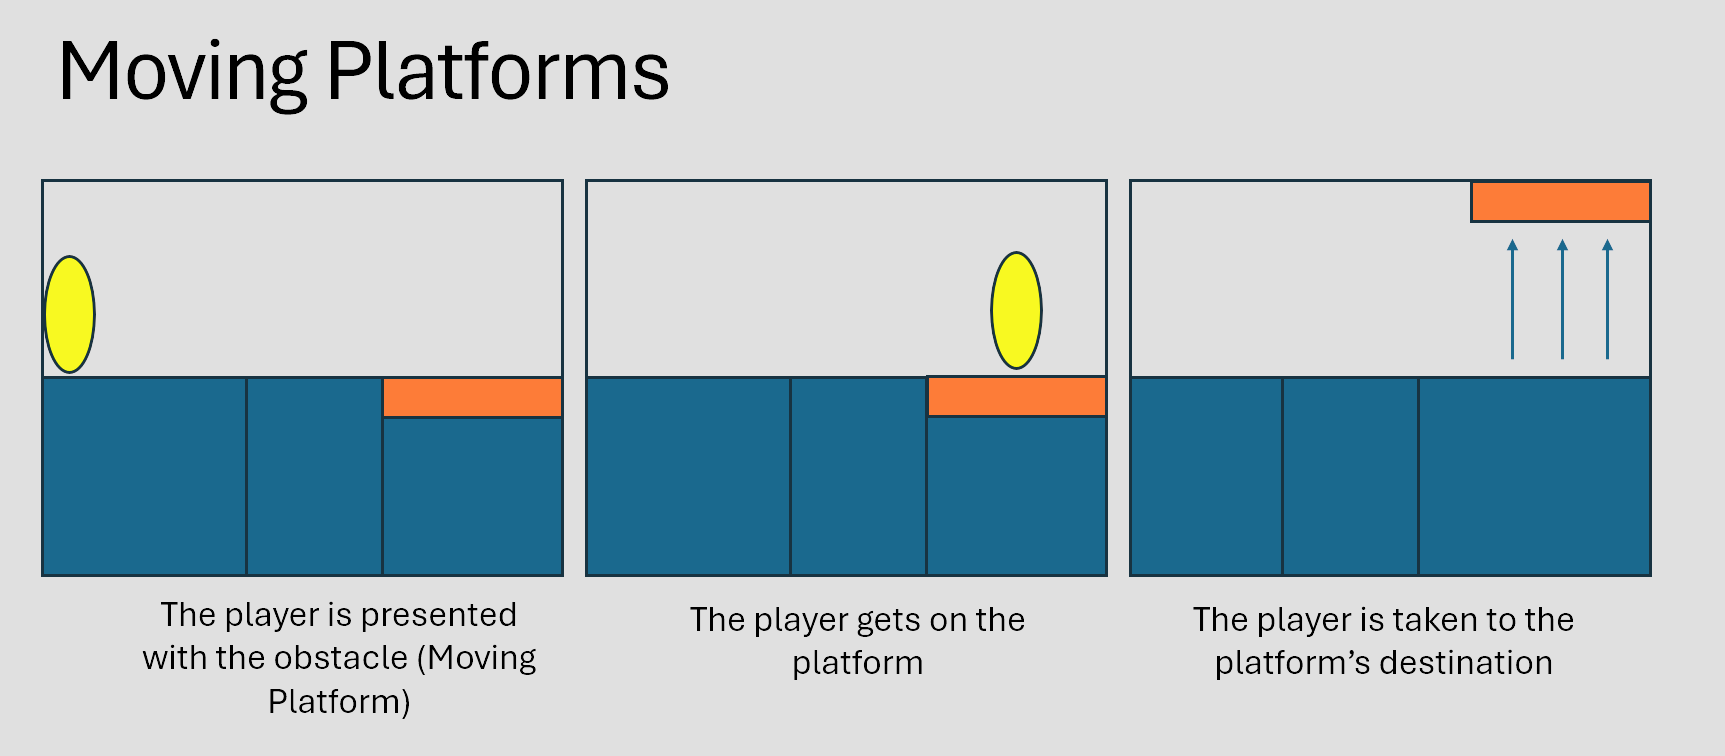 Moving Platforms
The player is presented
with the obstacle (Moving
Platform)
The player gets on the
platform
The player is taken to the
platform’s destination